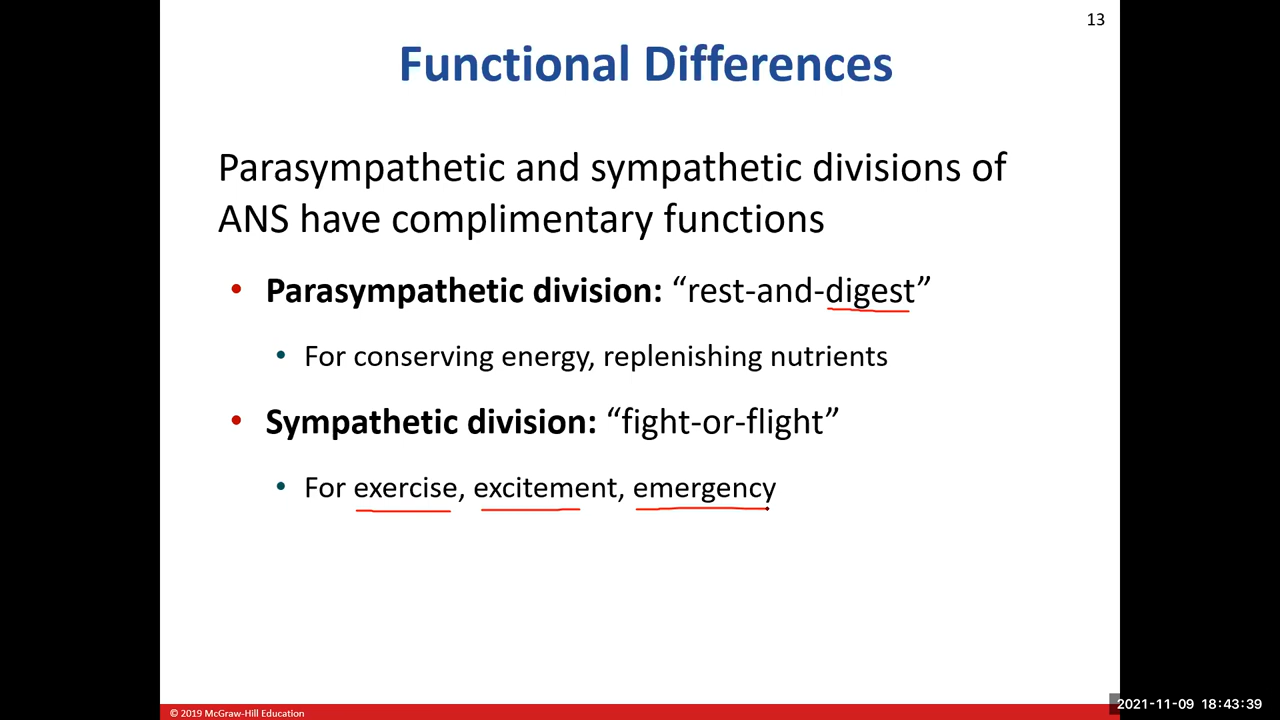 13
Functional Differences
Parasympathetic and sympathetic divisions of
ANS have complimentary functions
• Parasympathetic division: “rest-and-digest”
• For conserving energy, replenishing nutrients
• Sympathetic division: “fight-or-flight”
• For exercise, excitement, emergency
© 2019 McGraw-Hill Education
2021-11-09 18:43:39